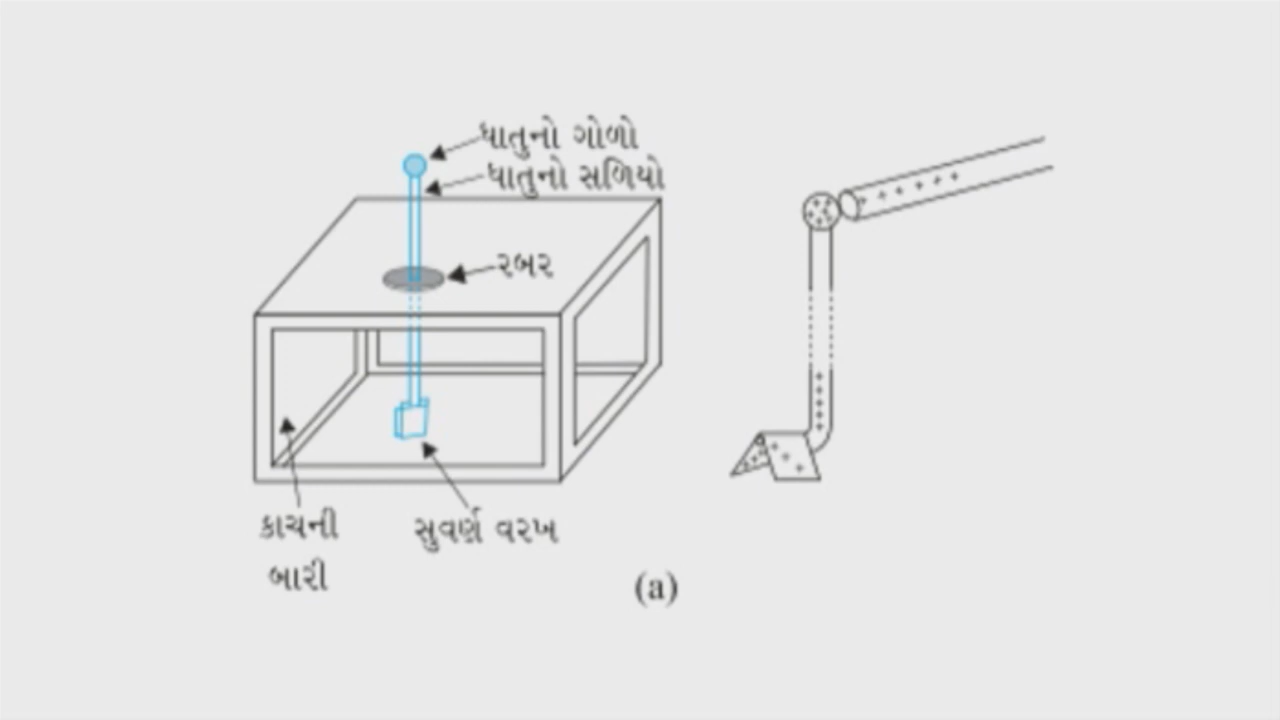 ધાતુનો ગોળો
ધાતુનો સળિયો
રબર
કાચની
બારી
સુવર્ણ વરખ
(a)